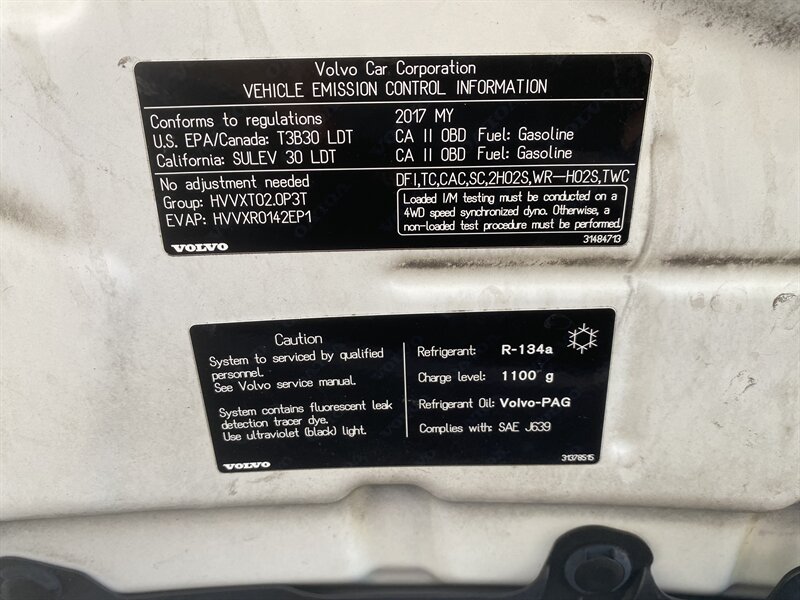 Volvo Car Corporation
VEHICLE EMISSION CONTROL INFORMATION
Conforms to regulations 2017 MY
U.S. EPA/Canada: T3B30 LDT CA II OBD Fuel: Gasoline
California: SULEV 30 LDT CA II OBD Fuel: Gasoline
No adjustment needed DFI,TC,CAC,SC,2HO2S,WR-HO2S,TWC
Group: HVVXT02.0P3T
EVAP: HVVXR0142EP1
Loaded I/M testing must be conducted on a
4WD speed synchronized dyno. Otherwise, a
non-loaded test procedure must be performed.
VOLVO 31484713
Caution
System to serviced by qualified
personnel.
See Volvo service manual.
System contains fluorescent leak
detection tracer dye.
Use ultraviolet (black) light.
Refrigerant: R-134a
Charge level: 1100 g
Refrigerant Oil: Volvo-PAG
Complies with: SAE J639
VOLVO 31378515